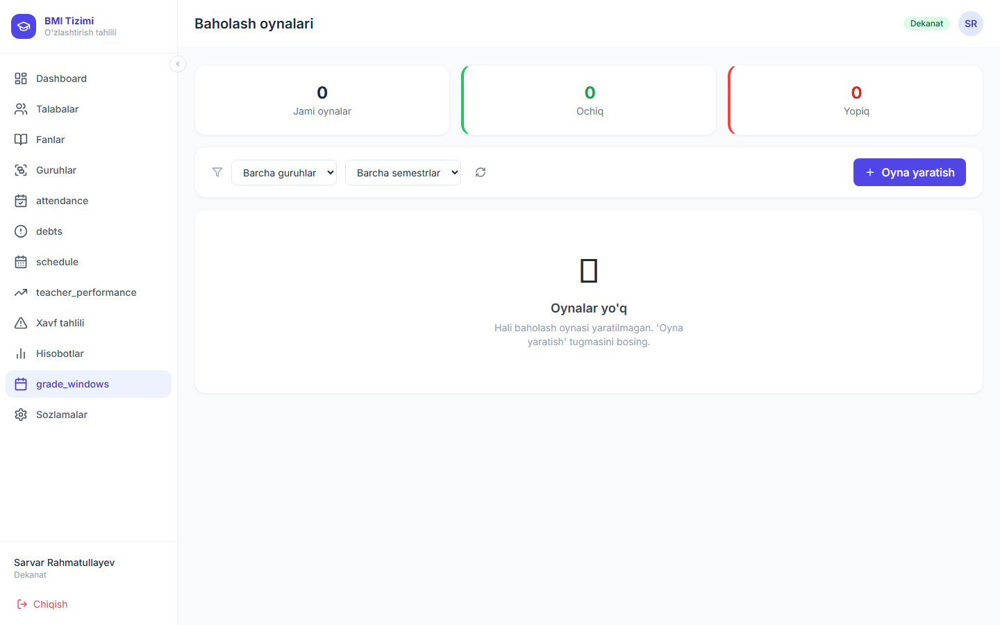 BMI Tizimi
O'zlashtirish tahlili
Dashboard
Talabalar
Fanlar
Guruhlar
attendance
debts
schedule
teacher_performance
Xavf tahlili
Hisobotlar
grade_windows
Sozlamalar
Sarvar Rahmatullayev
Dekanat
Chiqish
Baholash oynalari
Dekanat
SR
0
Jami oynalar
0
Ochiq
0
Yopiq
Barcha guruhlar
Barcha semestrlar
Oyna yaratish
Oynalar yo'q
Hali baholash oynasi yaratilmagan. 'Oyna
yaratish' tugmasini bosing.